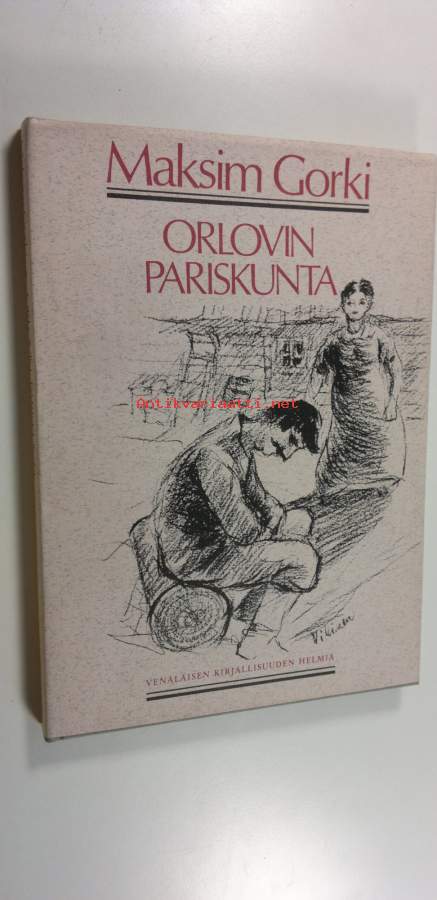 Maksim Gorki
ORLOVIN
PARISKUNTA
Antikvariaatti.net
VENÄLÄISEN KIRJALLISUUDEN HELMIÄ